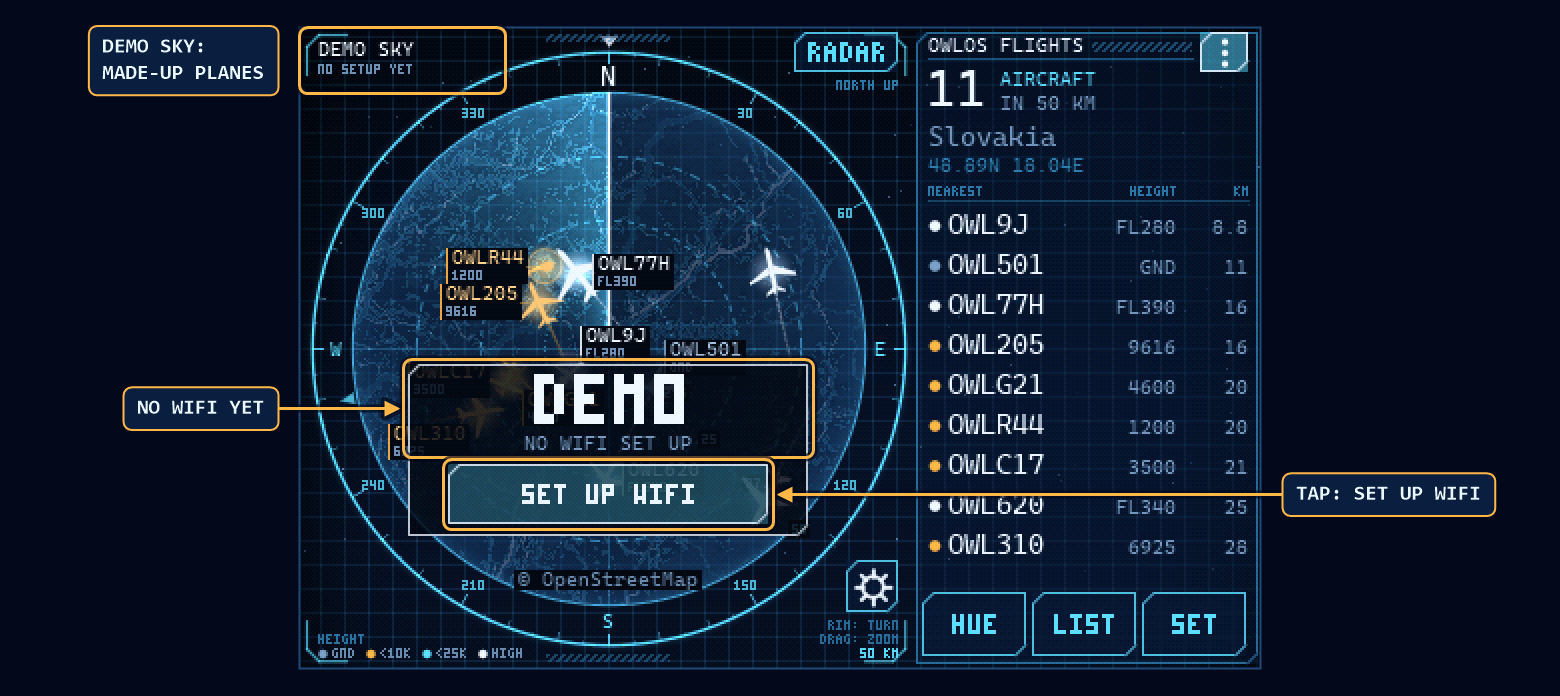 DEMO SKY:
MADE-UP PLANES
DEMO SKY
NO SETUP YET
RADAR
NORTH UP
N
330
30
300
60
W
E
240
120
210
150
S
OWLR44
1200
OWL205
9616
OWL77H
FL390
OWL9J
FL280
OWL501
GND
OWLC17
3500
OWL310
DEMO
NO WIFI SET UP
NO WIFI YET
OWL620
SET UP WIFI
TAP: SET UP WIFI
© OpenStreetMap
HEIGHT
GND <10K <25K HIGH
RIM: TURN
DRAG: ZOOM
50 KM
OWLOS FLIGHTS
11 AIRCRAFT
IN 50 KM
Slovakia
48.89N 18.04E
NEAREST HEIGHT KM
OWL9J FL280 8.8
OWL501 GND 11
OWL77H FL390 16
OWL205 9616 16
OWLG21 4600 20
OWLR44 1200 20
OWLC17 3500 21
OWL620 FL340 25
OWL310 6925 28
HUE LIST SET